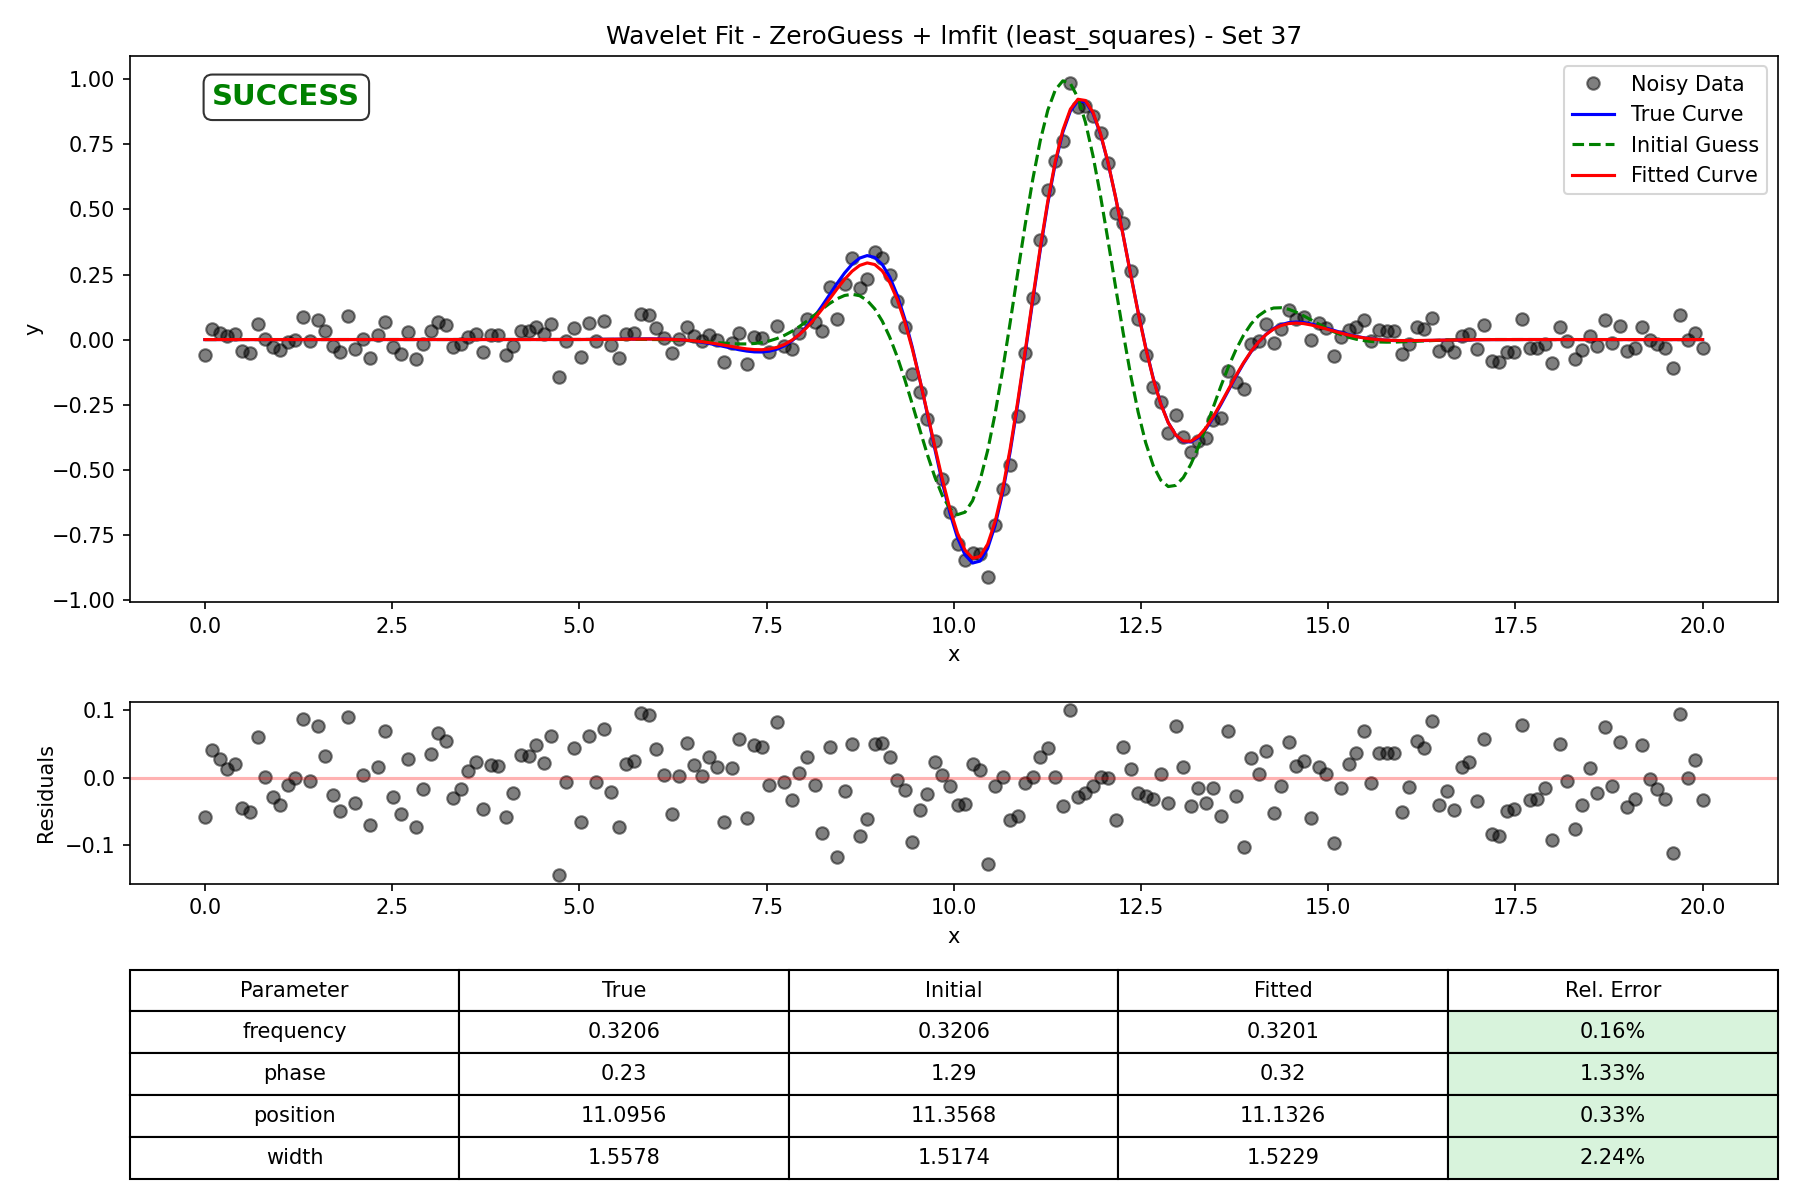 Wavelet Fit - ZeroGuess + lmfit (least_squares) - Set 37
SUCCESS
Noisy Data
True Curve
Initial Guess
Fitted Curve
y
1.00
0.75
0.50
0.25
0.00
−0.25
−0.50
−0.75
−1.00
0.0 2.5 5.0 7.5 10.0 12.5 15.0 17.5 20.0
x
Residuals
0.1
0.0
−0.1
0.0 2.5 5.0 7.5 10.0 12.5 15.0 17.5 20.0
x
Parameter True Initial Fitted Rel. Error
frequency 0.3206 0.3206 0.3201 0.16%
phase 0.23 1.29 0.32 1.33%
position 11.0956 11.3568 11.1326 0.33%
width 1.5578 1.5174 1.5229 2.24%